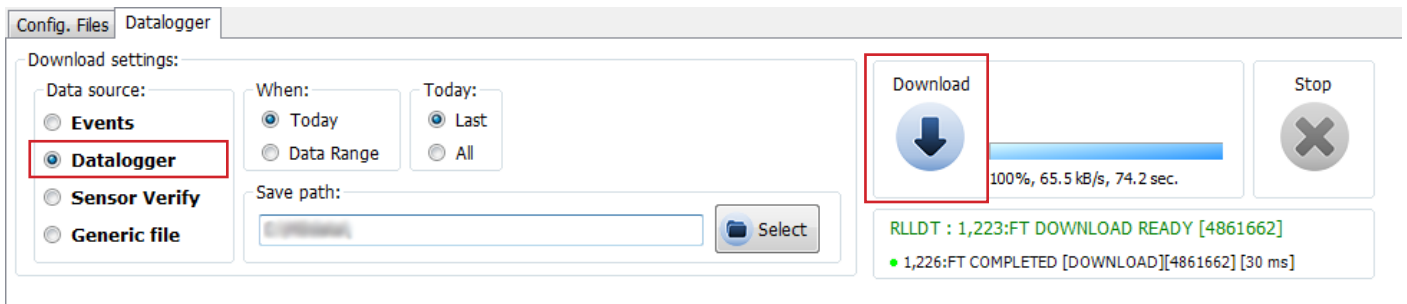 Config. Files
Datalogger
Download settings:
Data source:
Events
Datalogger
Sensor Verify
Generic file
When:
Today
Data Range
Today:
Last
All
Save path:
Select
Download
100%, 65.5 kB/s, 74.2 sec.
Stop
RLLDT : 1,223:FT DOWNLOAD READY [4861662]
1,226:FT COMPLETED [DOWNLOAD][4861662] [30 ms]